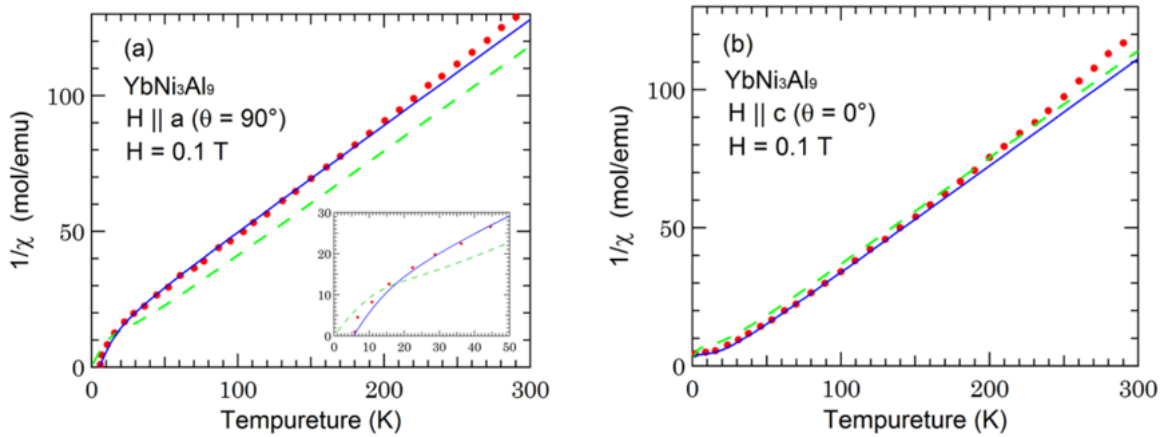 (a)
YbNi₃Al₉
H || a (θ = 90°)
H = 0.1 T
1/χ (mol/emu)
100
50
0
0
100
200
300
Tempureture (K)
30
20
10
0
0
10
20
30
40
50
(b)
YbNi₃Al₉
H || c (θ = 0°)
H = 0.1 T
1/χ (mol/emu)
100
50
0
0
100
200
300
Tempureture (K)